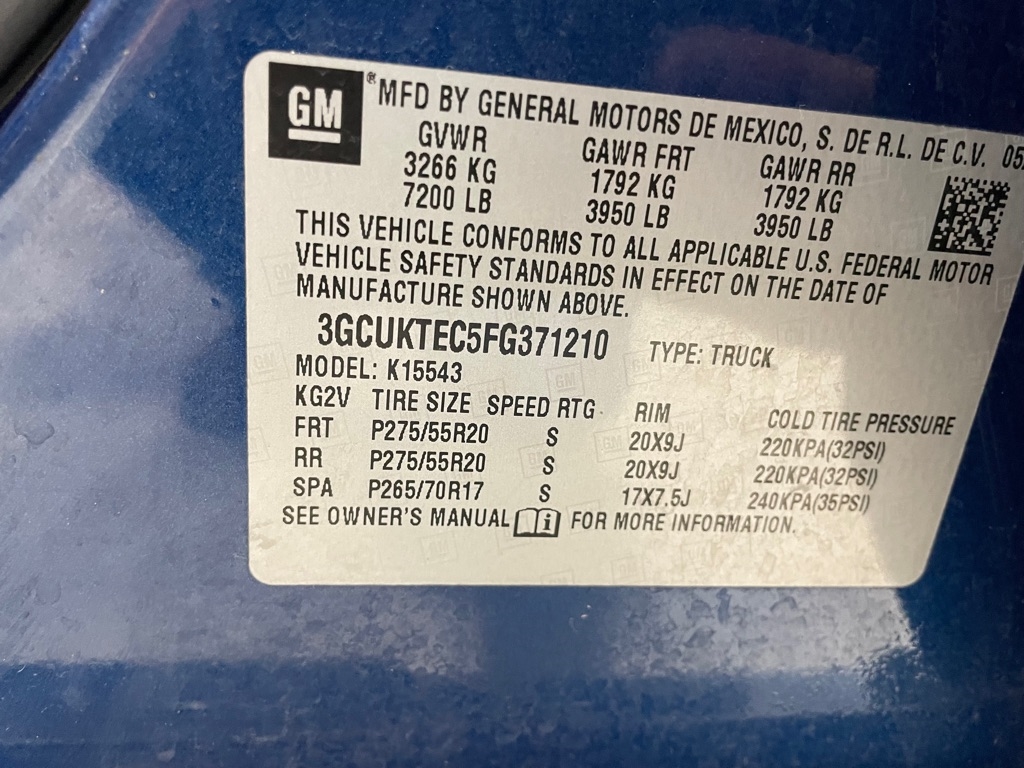 GM ® MFD BY GENERAL MOTORS DE MEXICO, S. DE R.L. DE C.V. 05
GVWR GAWR FRT GAWR RR
3266 KG 1792 KG 1792 KG
7200 LB 3950 LB 3950 LB
THIS VEHICLE CONFORMS TO ALL APPLICABLE U.S. FEDERAL MOTOR
VEHICLE SAFETY STANDARDS IN EFFECT ON THE DATE OF
MANUFACTURE SHOWN ABOVE.
3GCUKTEC5FG371210 TYPE: TRUCK
MODEL: K15543
KG2V TIRE SIZE SPEED RTG RIM COLD TIRE PRESSURE
FRT P275/55R20 S 20X9J 220KPA(32PSI)
RR P275/55R20 S 20X9J 220KPA(32PSI)
SPA P265/70R17 S 17X7.5J 240KPA(35PSI)
SEE OWNER'S MANUAL i FOR MORE INFORMATION.